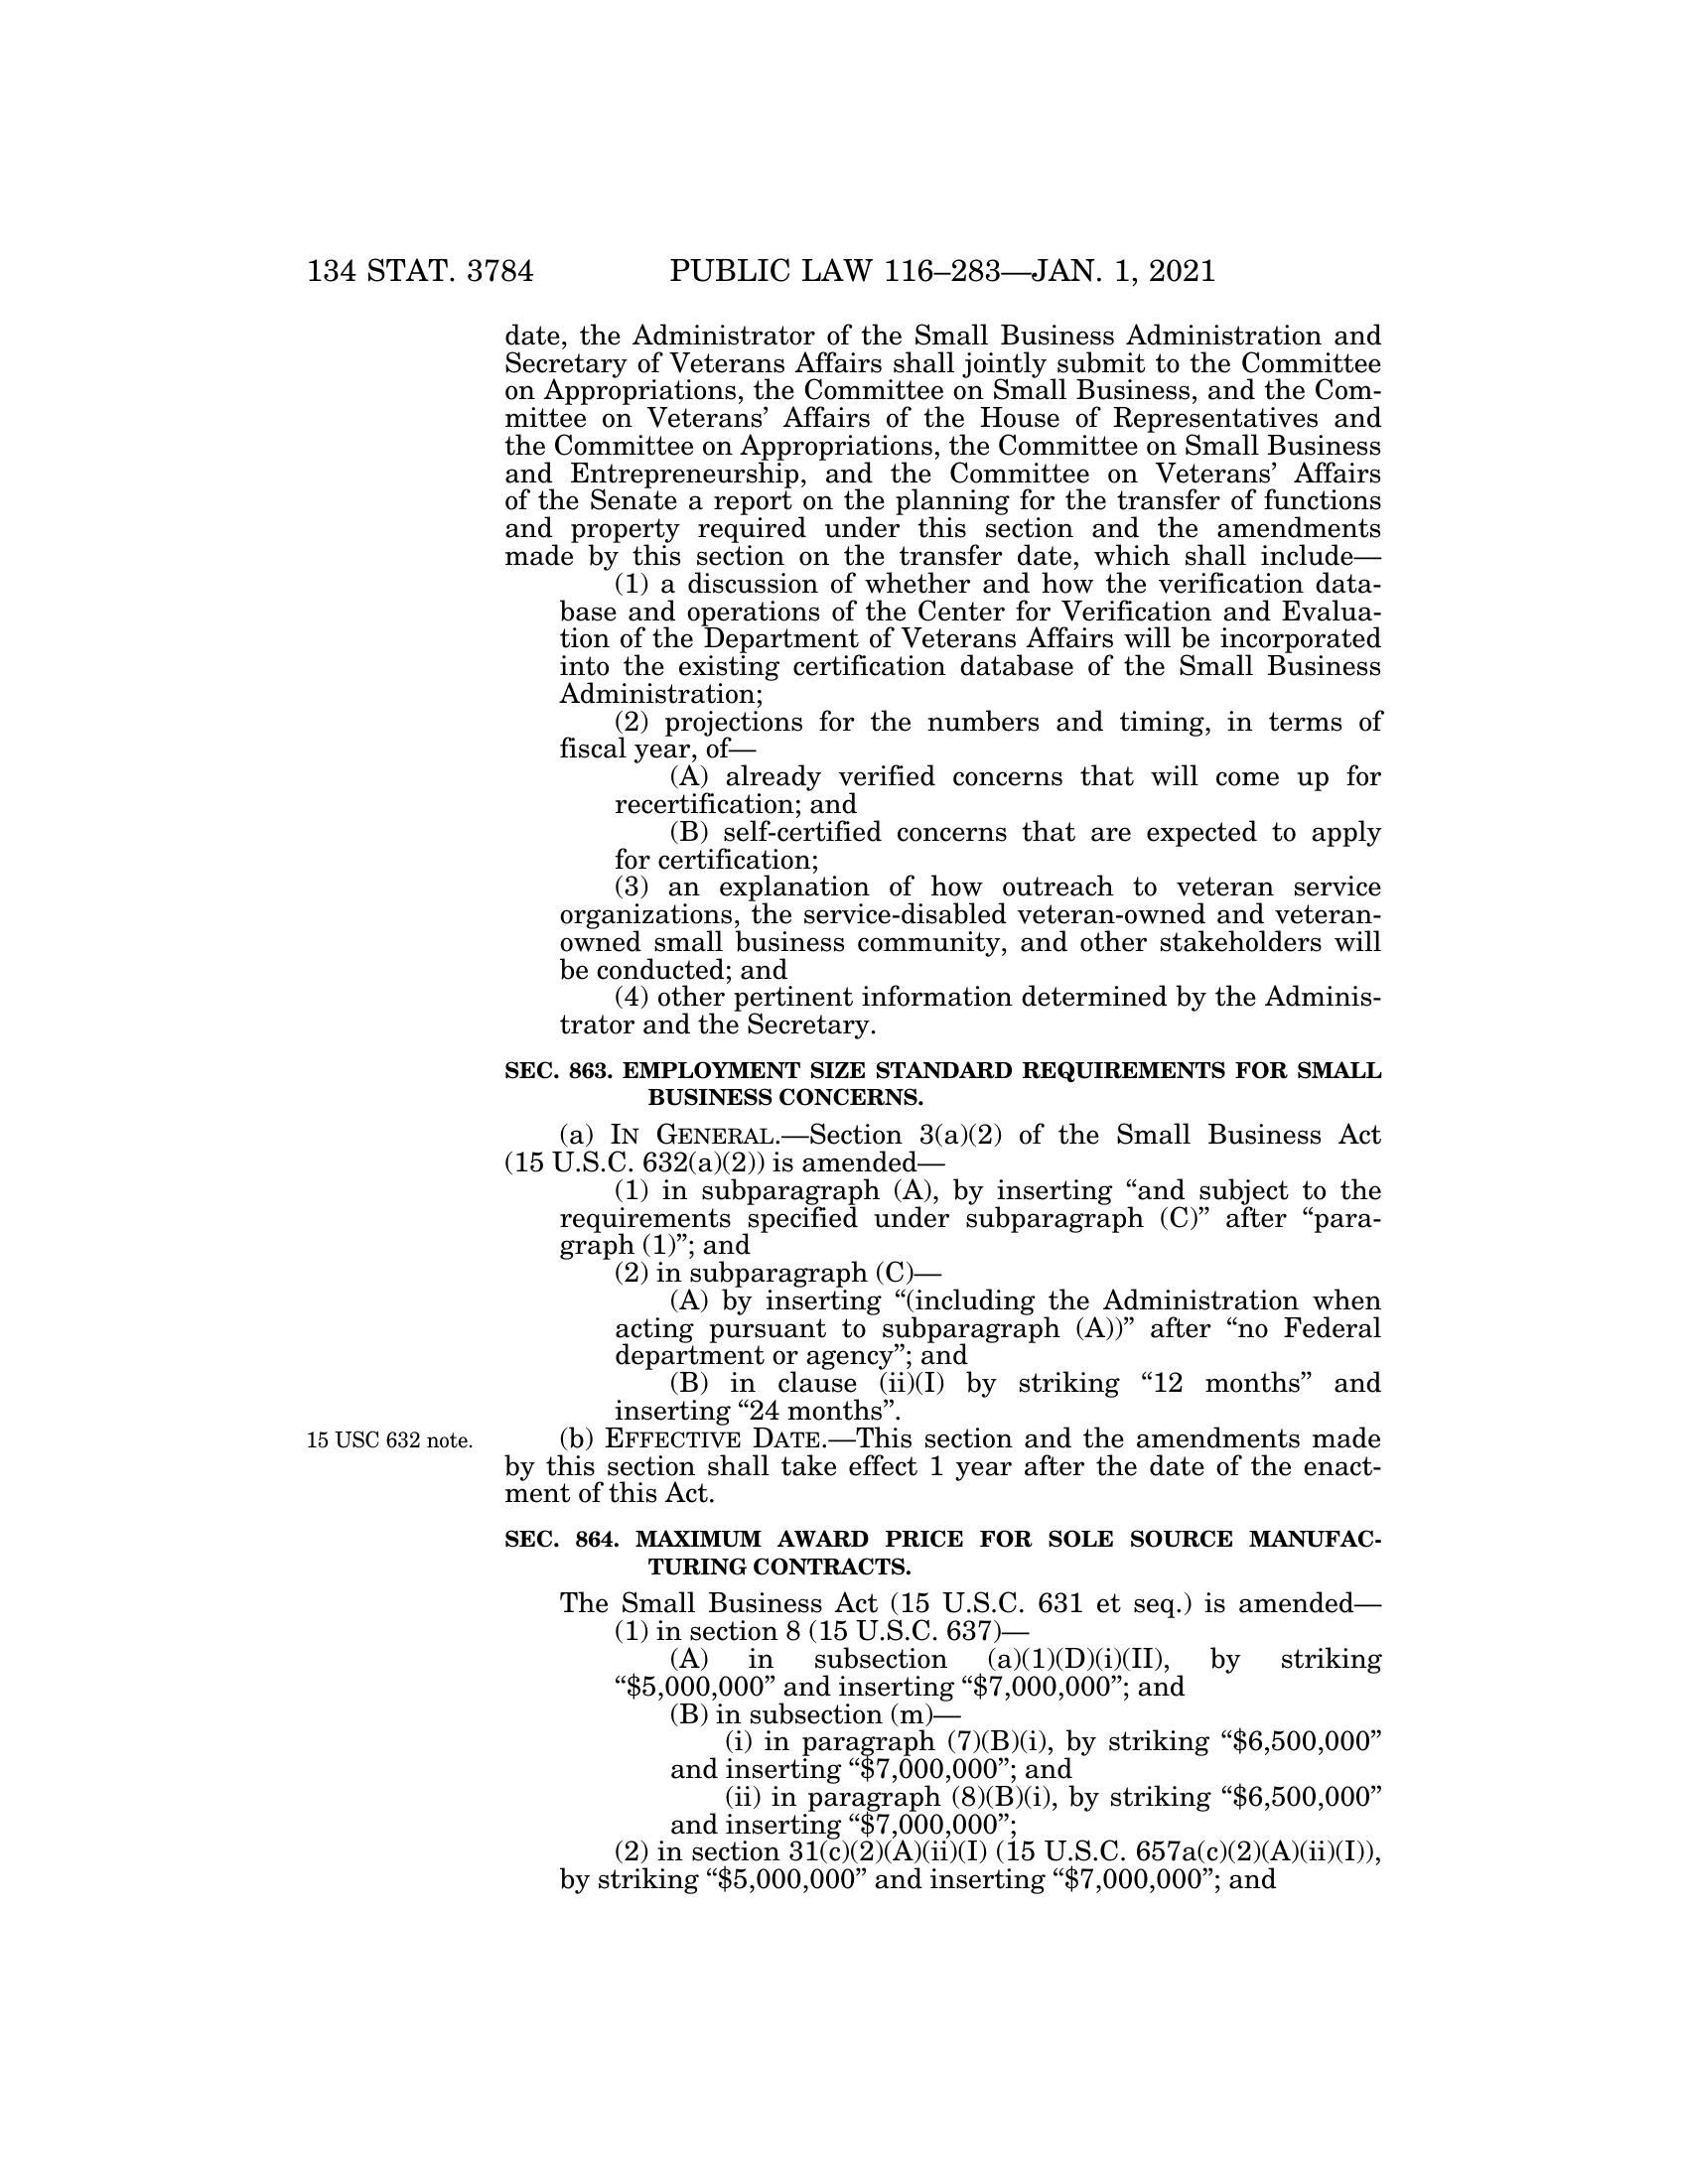 134 STAT. 3784 PUBLIC LAW 116–283—JAN. 1, 2021
date, the Administrator of the Small Business Administration and
Secretary of Veterans Affairs shall jointly submit to the Committee
on Appropriations, the Committee on Small Business, and the Com-
mittee on Veterans’ Affairs of the House of Representatives and
the Committee on Appropriations, the Committee on Small Business
and Entrepreneurship, and the Committee on Veterans’ Affairs
of the Senate a report on the planning for the transfer of functions
and property required under this section and the amendments
made by this section on the transfer date, which shall include—
(1) a discussion of whether and how the verification data-
base and operations of the Center for Verification and Evalua-
tion of the Department of Veterans Affairs will be incorporated
into the existing certification database of the Small Business
Administration;
(2) projections for the numbers and timing, in terms of
fiscal year, of—
(A) already verified concerns that will come up for
recertification; and
(B) self-certified concerns that are expected to apply
for certification;
(3) an explanation of how outreach to veteran service
organizations, the service-disabled veteran-owned and veteran-
owned small business community, and other stakeholders will
be conducted; and
(4) other pertinent information determined by the Adminis-
trator and the Secretary.
SEC. 863. EMPLOYMENT SIZE STANDARD REQUIREMENTS FOR SMALL
BUSINESS CONCERNS.
(a) IN GENERAL.—Section 3(a)(2) of the Small Business Act
(15 U.S.C. 632(a)(2)) is amended—
(1) in subparagraph (A), by inserting “and subject to the
requirements specified under subparagraph (C)” after “para-
graph (1)”; and
(2) in subparagraph (C)—
(A) by inserting “(including the Administration when
acting pursuant to subparagraph (A))” after “no Federal
department or agency”; and
(B) in clause (ii)(I) by striking “12 months” and
inserting “24 months”.
15 USC 632 note. (b) EFFECTIVE DATE.—This section and the amendments made
by this section shall take effect 1 year after the date of the enact-
ment of this Act.
SEC. 864. MAXIMUM AWARD PRICE FOR SOLE SOURCE MANUFAC-
TURING CONTRACTS.
The Small Business Act (15 U.S.C. 631 et seq.) is amended—
(1) in section 8 (15 U.S.C. 637)—
(A) in subsection (a)(1)(D)(i)(II), by striking
“$5,000,000” and inserting “$7,000,000”; and
(B) in subsection (m)—
(i) in paragraph (7)(B)(i), by striking “$6,500,000”
and inserting “$7,000,000”; and
(ii) in paragraph (8)(B)(i), by striking “$6,500,000”
and inserting “$7,000,000”;
(2) in section 31(c)(2)(A)(ii)(I) (15 U.S.C. 657a(c)(2)(A)(ii)(I)),
by striking “$5,000,000” and inserting “$7,000,000”; and